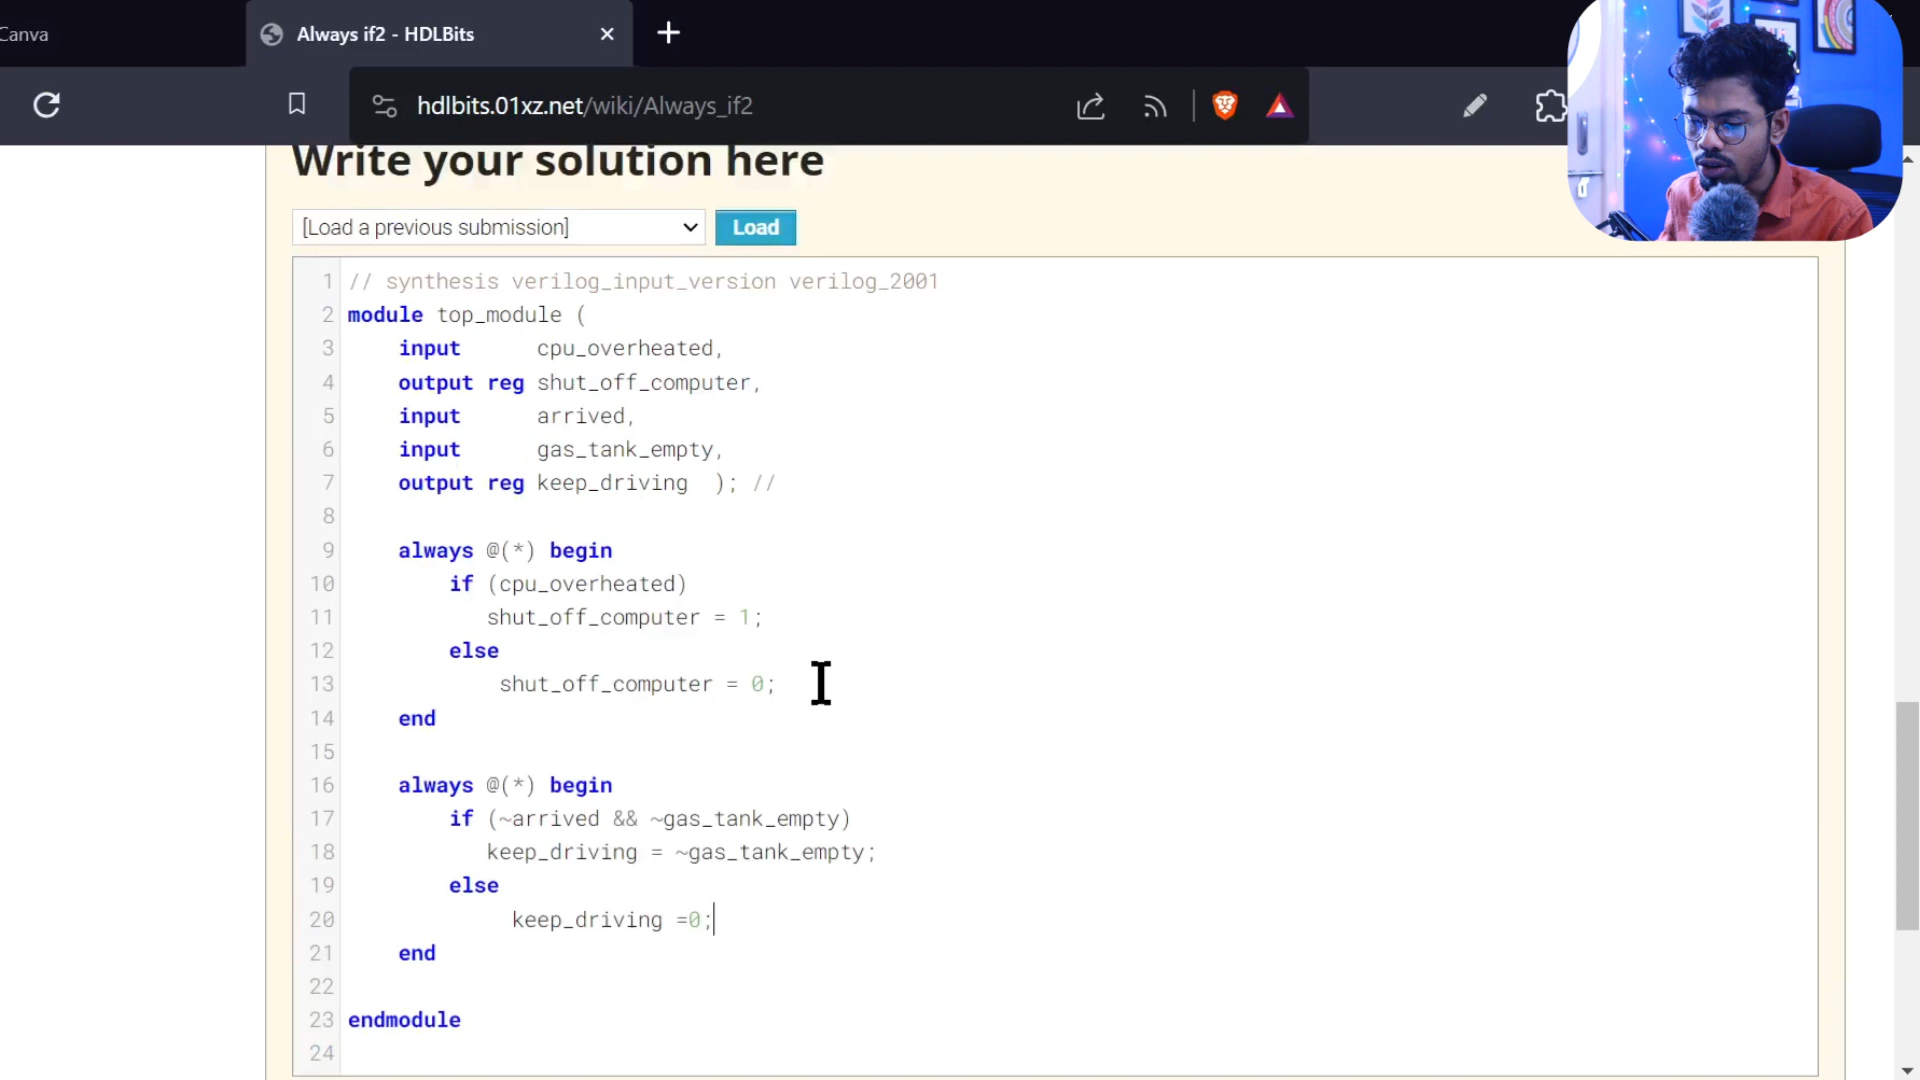 Canva
Always if2 - HDLBits
hdlbits.01xz.net/wiki/Always_if2
Write your solution here
[Load a previous submission]
Load
1 // synthesis verilog_input_version verilog_2001
2 module top_module (
3 input cpu_overheated,
4 output reg shut_off_computer,
5 input arrived,
6 input gas_tank_empty,
7 output reg keep_driving ); //
8
9 always @(*) begin
10 if (cpu_overheated)
11 shut_off_computer = 1;
12 else
13 shut_off_computer = 0;
14 end
15
16 always @(*) begin
17 if (~arrived && ~gas_tank_empty)
18 keep_driving = ~gas_tank_empty;
19 else
20 keep_driving =0;
21 end
22
23 endmodule
24